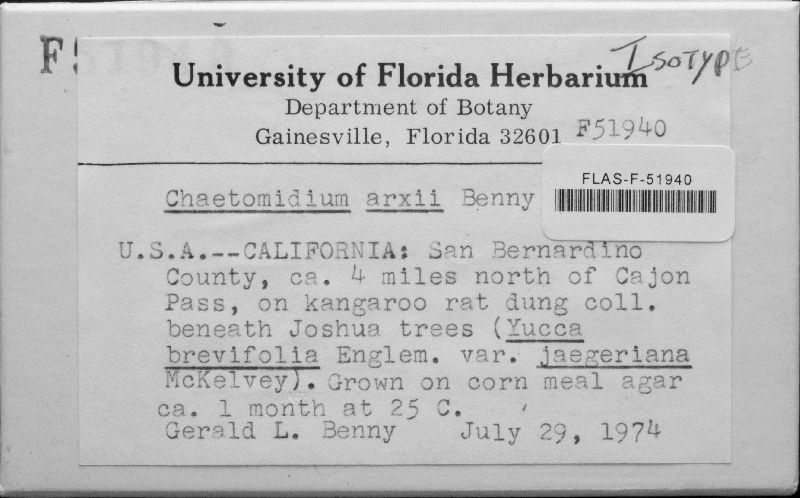 Isotype
University of Florida Herbarium
Department of Botany
Gainesville, Florida 32601 F51940
FLAS-F-51940
Chaetomidium arxii Benny
U.S.A.--CALIFORNIA: San Bernardino
County, ca. 4 miles north of Cajon
Pass, on kangaroo rat dung coll.
beneath Joshua trees (Yucca
brevifolia Englem. var. jaegeriana
McKelvey). Grown on corn meal agar
ca. 1 month at 25 C.
Gerald L. Benny July 29, 1974